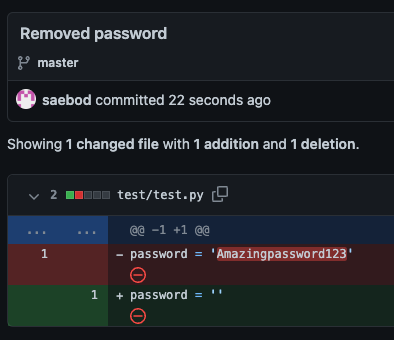 Removed password
master
saebod committed 22 seconds ago
Showing 1 changed file with 1 addition and 1 deletion.
2 test/test.py
... ... @@ -1 +1 @@
1 - password = 'Amazingpassword123'
1 + password = ''